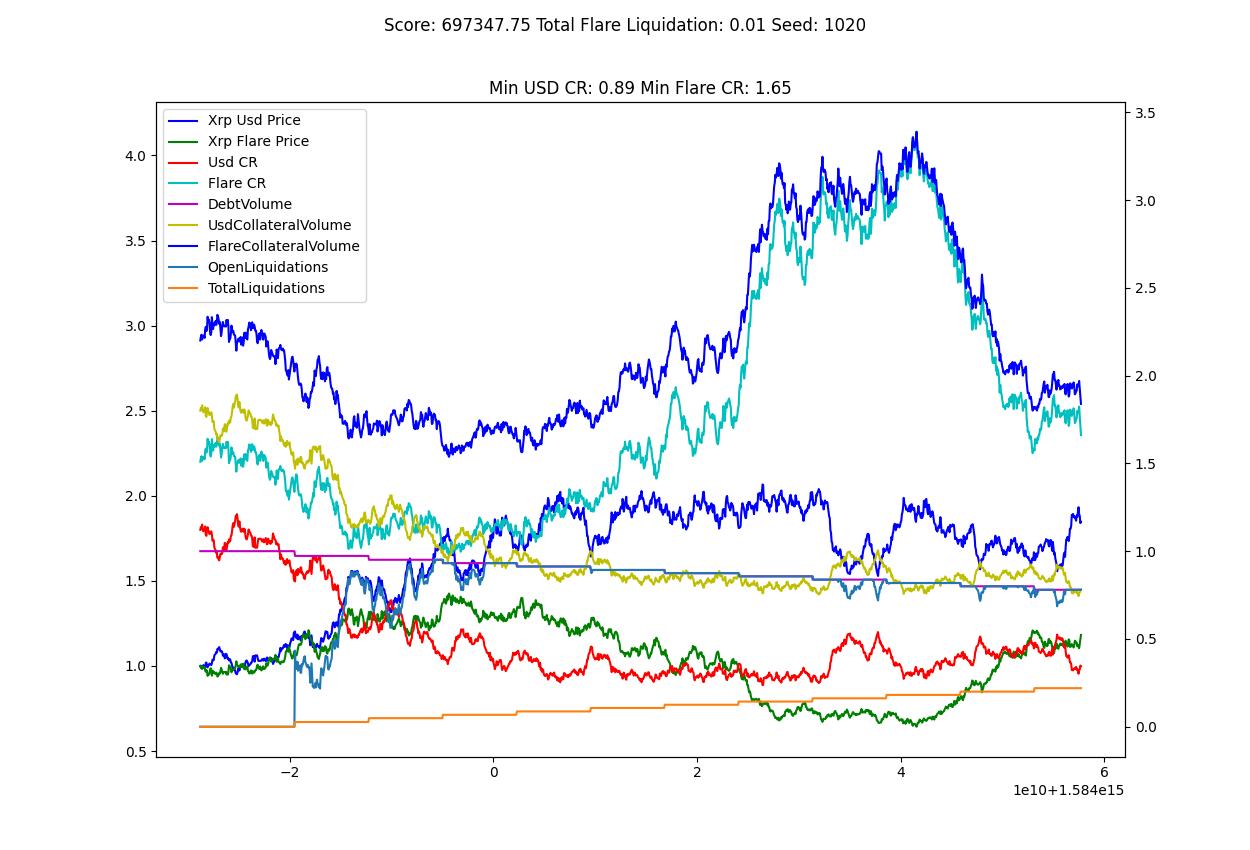 Score: 697347.75 Total Flare Liquidation: 0.01 Seed: 1020
Min USD CR: 0.89 Min Flare CR: 1.65
Xrp Usd Price
Xrp Flare Price
Usd CR
Flare CR
DebtVolume
UsdCollateralVolume
FlareCollateralVolume
OpenLiquidations
TotalLiquidations
4.0
3.5
3.0
2.5
2.0
1.5
1.0
0.5
3.5
3.0
2.5
2.0
1.5
1.0
0.5
0.0
−2
0
2
4
6
1e10+1.584e15